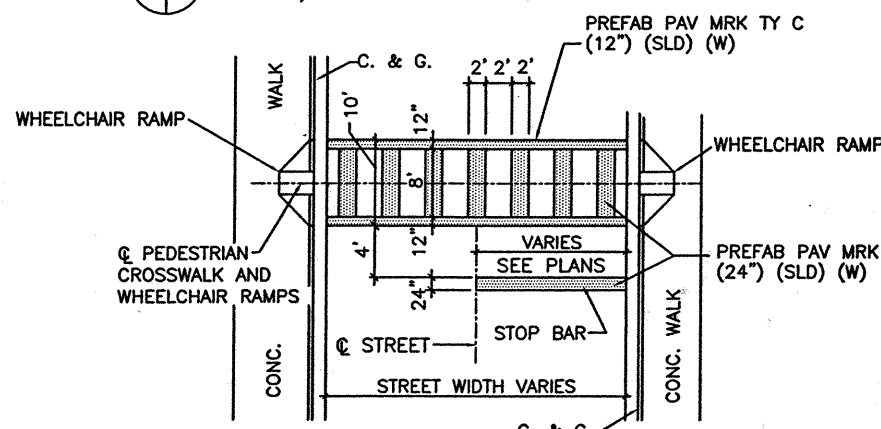 PREFAB PAV MRK TY C
(12") (SLD) (W)
C. & G.
2' 2' 2'
WALK
10'
12"
WHEELCHAIR RAMP
WHEELCHAIR RAMP
8'
℄ PEDESTRIAN
CROSSWALK AND
WHEELCHAIR RAMPS
4'
12"
VARIES
SEE PLANS
PREFAB PAV MRK
(24") (SLD) (W)
24"
STOP BAR
℄ STREET
CONC.
CONC. WALK
STREET WIDTH VARIES